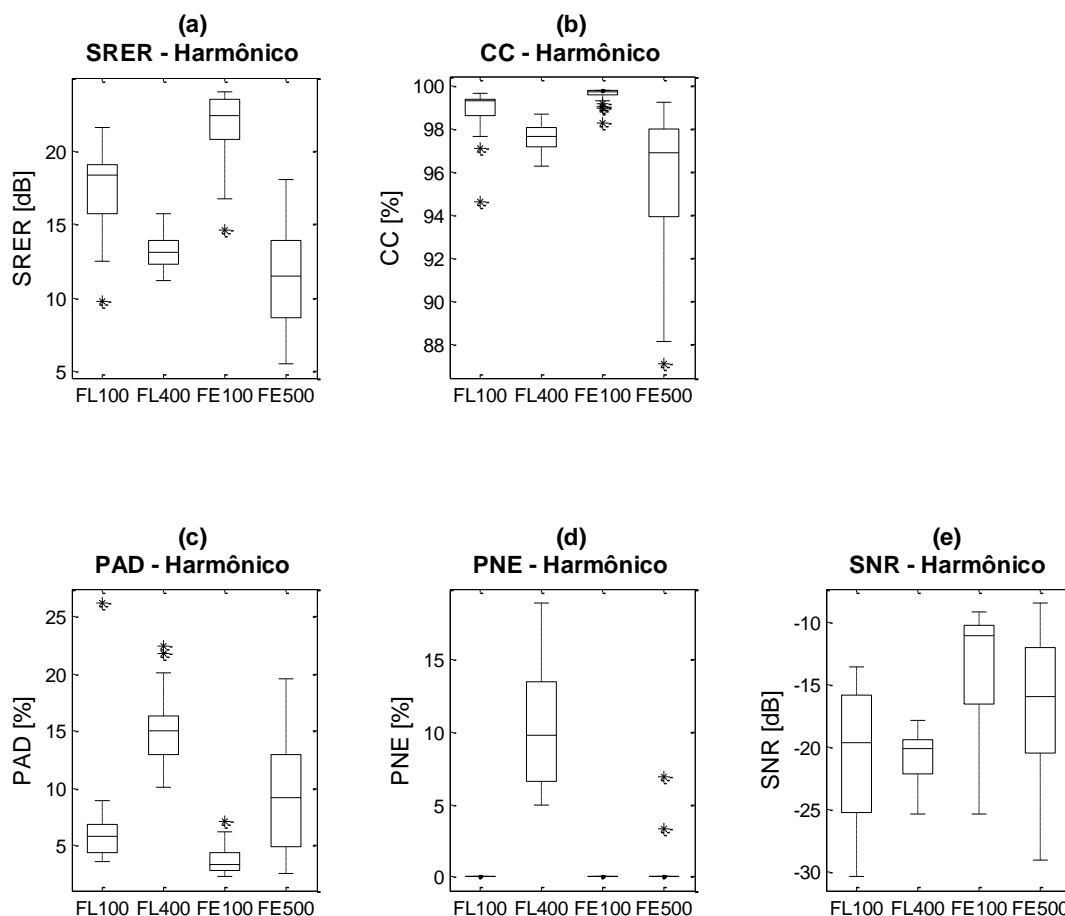 (a)
SRER - Harmônico
SRER [dB]
20
15
10
5
FL100 FL400 FE100 FE500
(b)
CC - Harmônico
CC [%]
100
98
96
94
92
90
88
FL100 FL400 FE100 FE500
(c)
PAD - Harmônico
PAD [%]
25
20
15
10
5
FL100 FL400 FE100 FE500
(d)
PNE - Harmônico
PNE [%]
15
10
5
0
FL100 FL400 FE100 FE500
(e)
SNR - Harmônico
SNR [dB]
-10
-15
-20
-25
-30
FL100 FL400 FE100 FE500